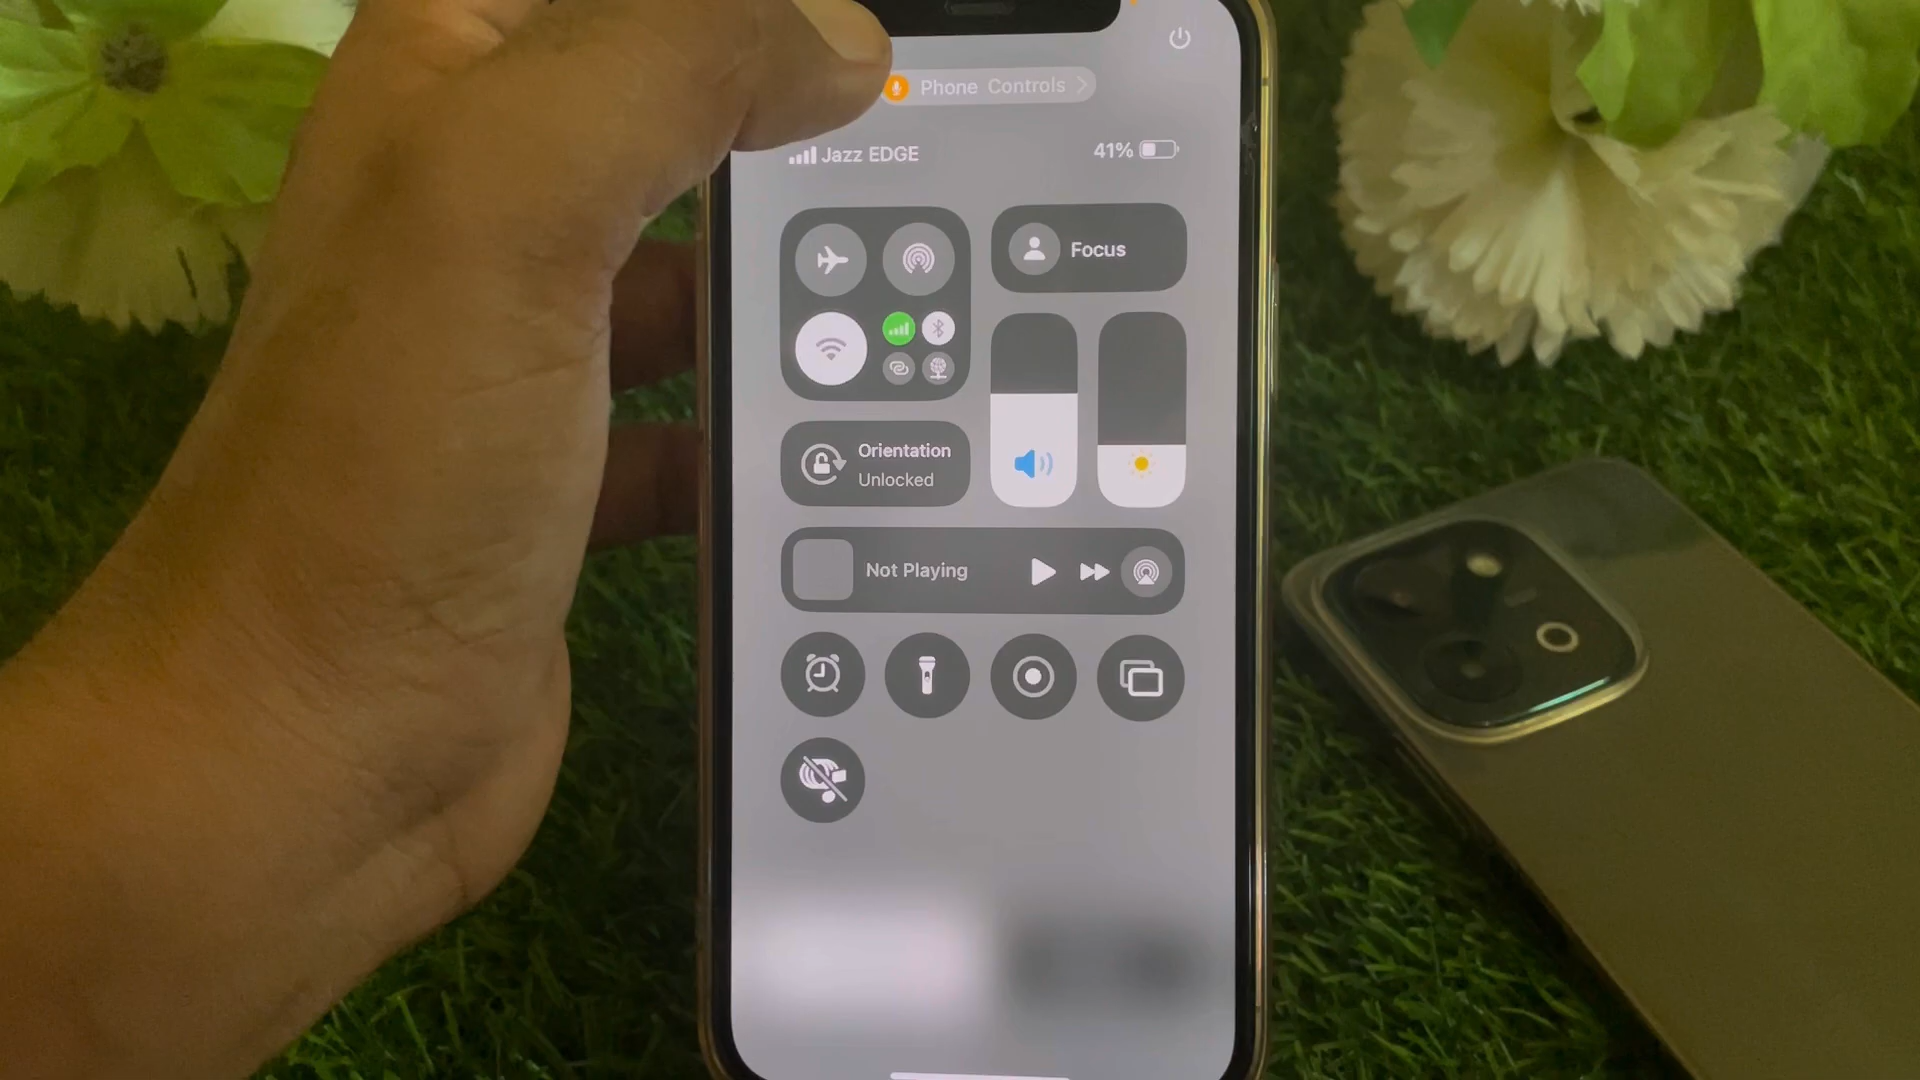 Phone Controls
Jazz EDGE
41%
Focus
Orientation
Unlocked
Not Playing